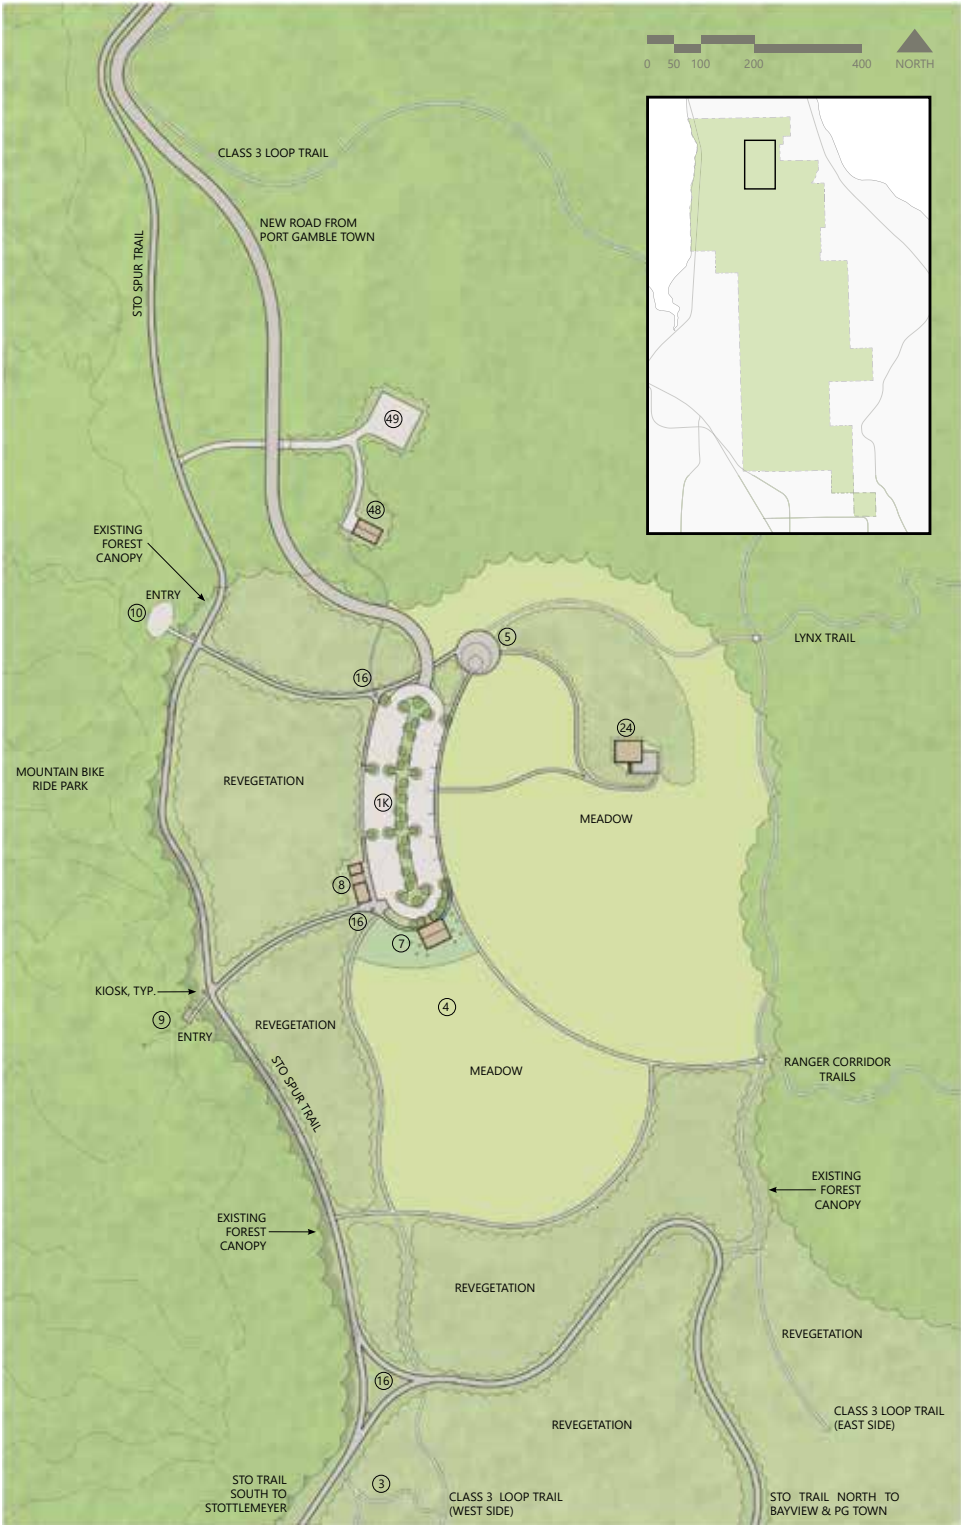 0 50 100 200 400 NORTH
CLASS 3 LOOP TRAIL
NEW ROAD FROM
PORT GAMBLE TOWN
STO SPUR TRAIL
49
48
EXISTING
FOREST
CANOPY
ENTRY
10
5
LYNX TRAIL
16
24
MOUNTAIN BIKE
RIDE PARK
REVEGETATION
1K
MEADOW
8
16
7
KIOSK, TYP.
4
9
ENTRY
REVEGETATION
STO SPUR TRAIL
MEADOW
RANGER CORRIDOR
TRAILS
EXISTING
FOREST
CANOPY
EXISTING
FOREST
CANOPY
REVEGETATION
REVEGETATION
16
CLASS 3 LOOP TRAIL
(EAST SIDE)
REVEGETATION
3
STO TRAIL
SOUTH TO
STOTTLEMEYER
CLASS 3 LOOP TRAIL
(WEST SIDE)
STO TRAIL NORTH TO
BAYVIEW & PG TOWN